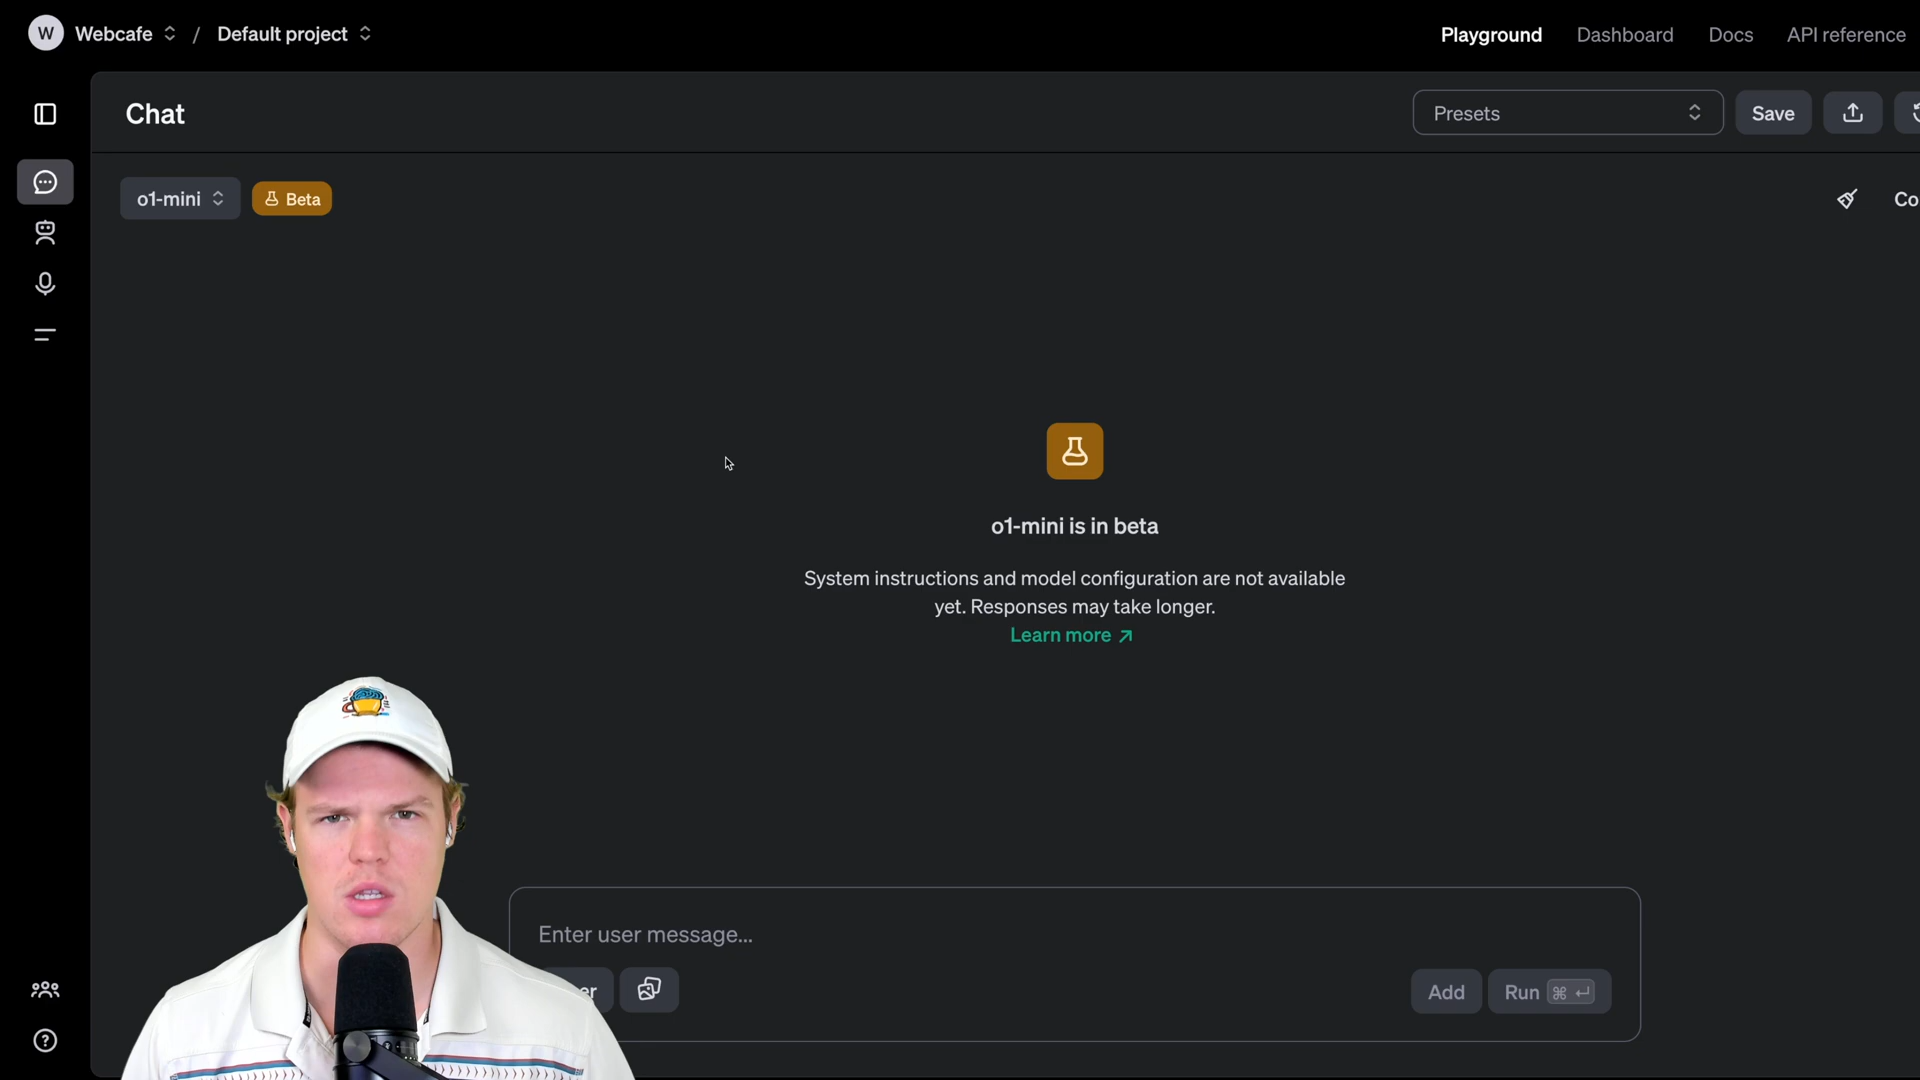 W Webcafe / Default project
Playground Dashboard Docs API reference
Chat
Presets Save
o1-mini Beta
Co
o1-mini is in beta
System instructions and model configuration are not available
yet. Responses may take longer.
Learn more ↗
Enter user message...
er
Add Run ⌘ ↵